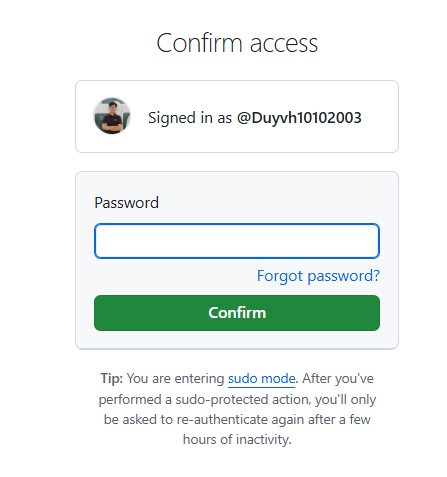 Confirm access
Signed in as @Duyvh10102003
Password
Forgot password?
Confirm
Tip: You are entering sudo mode. After you've
performed a sudo-protected action, you'll only
be asked to re-authenticate again after a few
hours of inactivity.